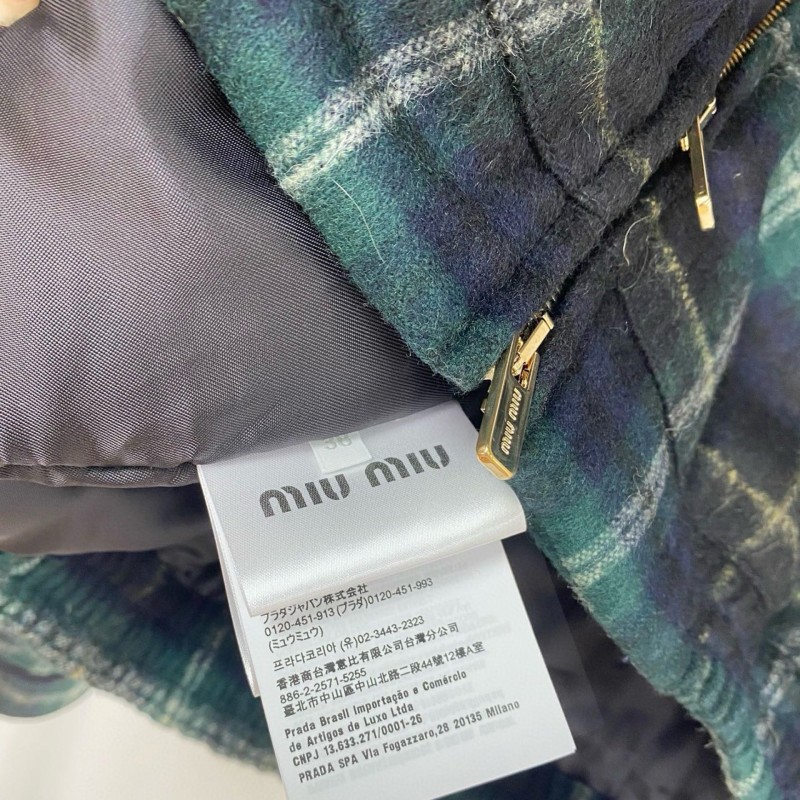 38
miu miu
プラダジャパン株式会社
0120-451-913 (プラダ)0120-451-993
(ミュウミュウ)
프라다코리아 (유)02-3443-2323
香港商台灣惠比有限公司台灣分公司
886-2-2571-5255
臺北市中山區中山北路二段44號12樓A室
Prada Brasil Importação e Comércio
de Artigos de Luxo Ltda
CNPJ 13.633.271/0001-26
PRADA SPA Via Fogazzaro,28 20135 Milano
MIU MIU